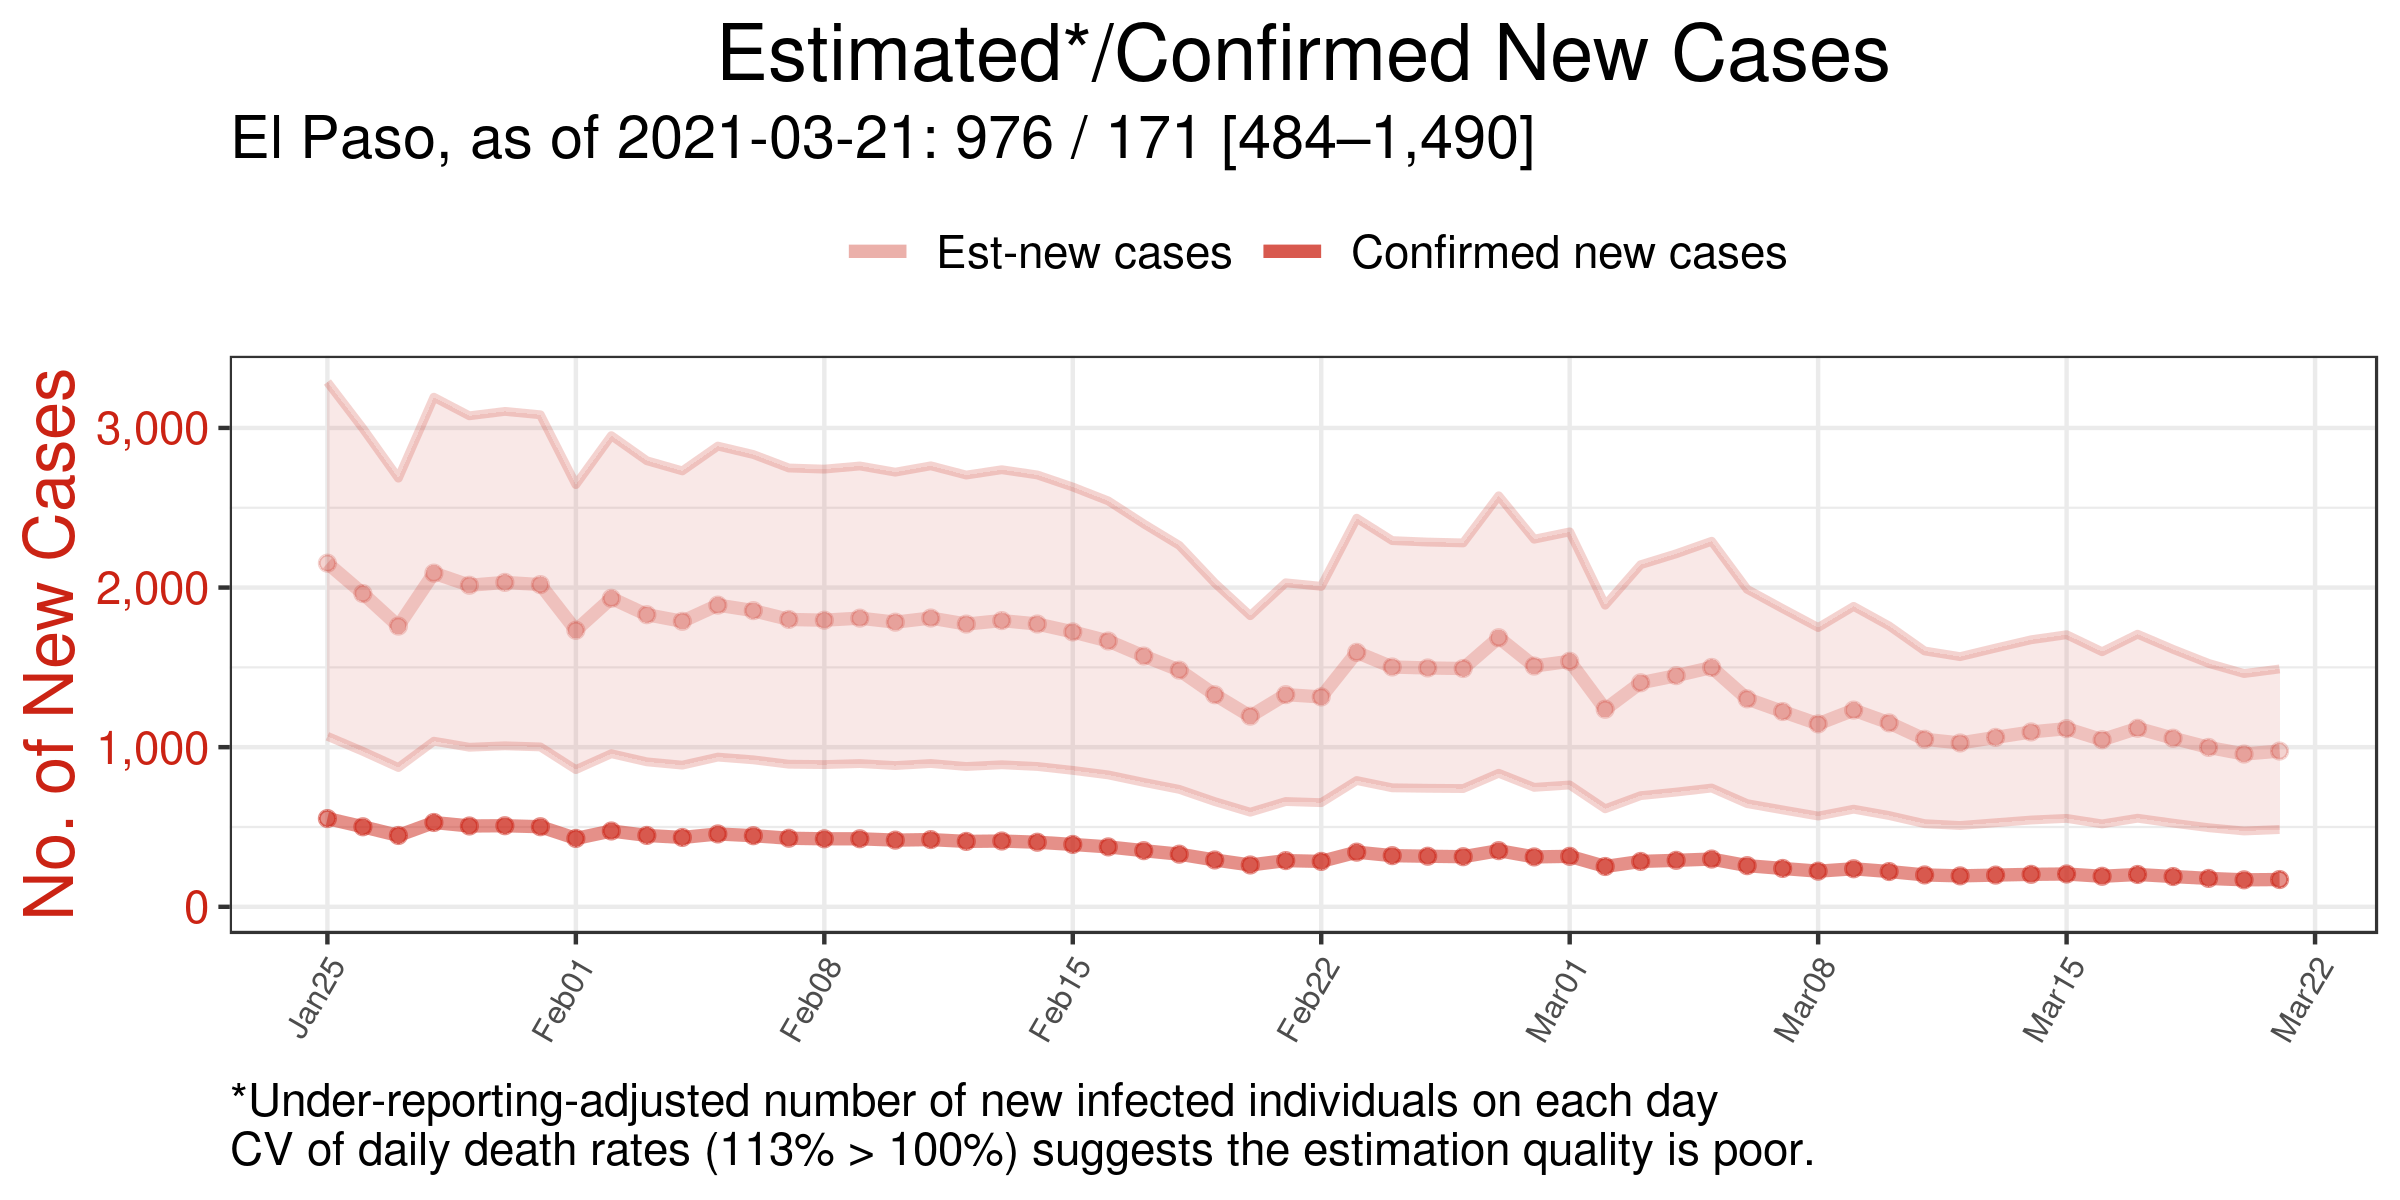 Estimated*/Confirmed New Cases
El Paso, as of 2021-03-21: 976 / 171 [484–1,490]
Est-new cases
Confirmed new cases
No. of New Cases
3,000
2,000
1,000
0
Jan25
Feb01
Feb08
Feb15
Feb22
Mar01
Mar08
Mar15
Mar22
*Under-reporting-adjusted number of new infected individuals on each day
CV of daily death rates (113% > 100%) suggests the estimation quality is poor.